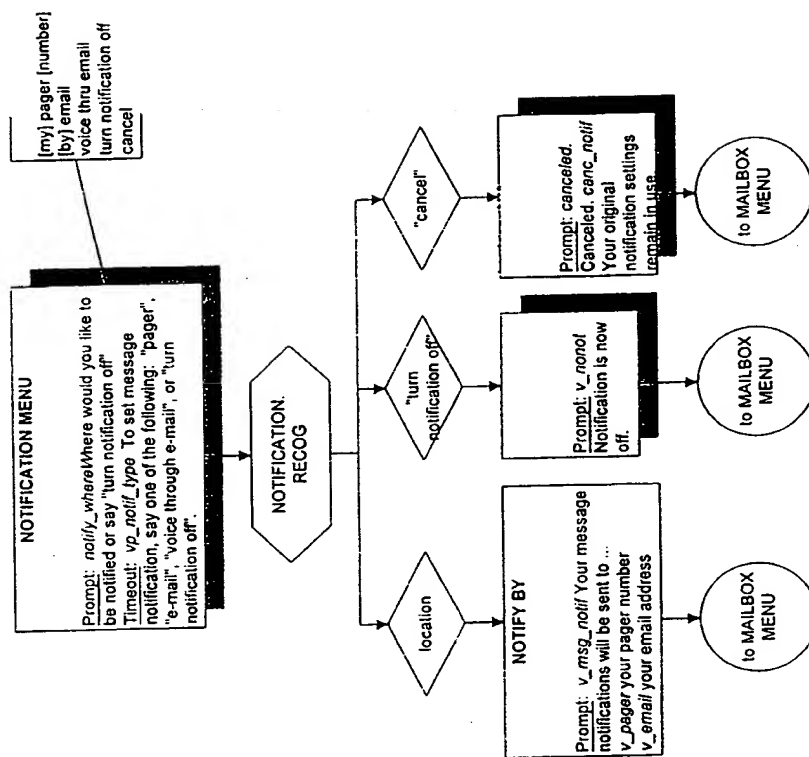 [my] pager [number]
[by] email
voice thru email
turn notification off
cancel
NOTIFICATION MENU
Prompt: notify_whereWhere would you like to
be notified or say "turn notification off"
Timeout: vp_notif_type To set message
notification, say one of the following: "pager",
"e-mail", "voice through e-mail", or "turn
notification off".
NOTIFICATION.
RECOG
location
"turn
notification off"
"cancel"
NOTIFY BY
Prompt: v_msg_notif Your message
notifications will be sent to ...
v_pager your pager number
v_email your email address
Prompt: v_nonot
Notification is now
off.
Prompt: canceled.
Canceled. canc_notif
Your original
notification settings
remain in use
to MAILBOX
MENU
to MAILBOX
MENU
to MAILBOX
MENU